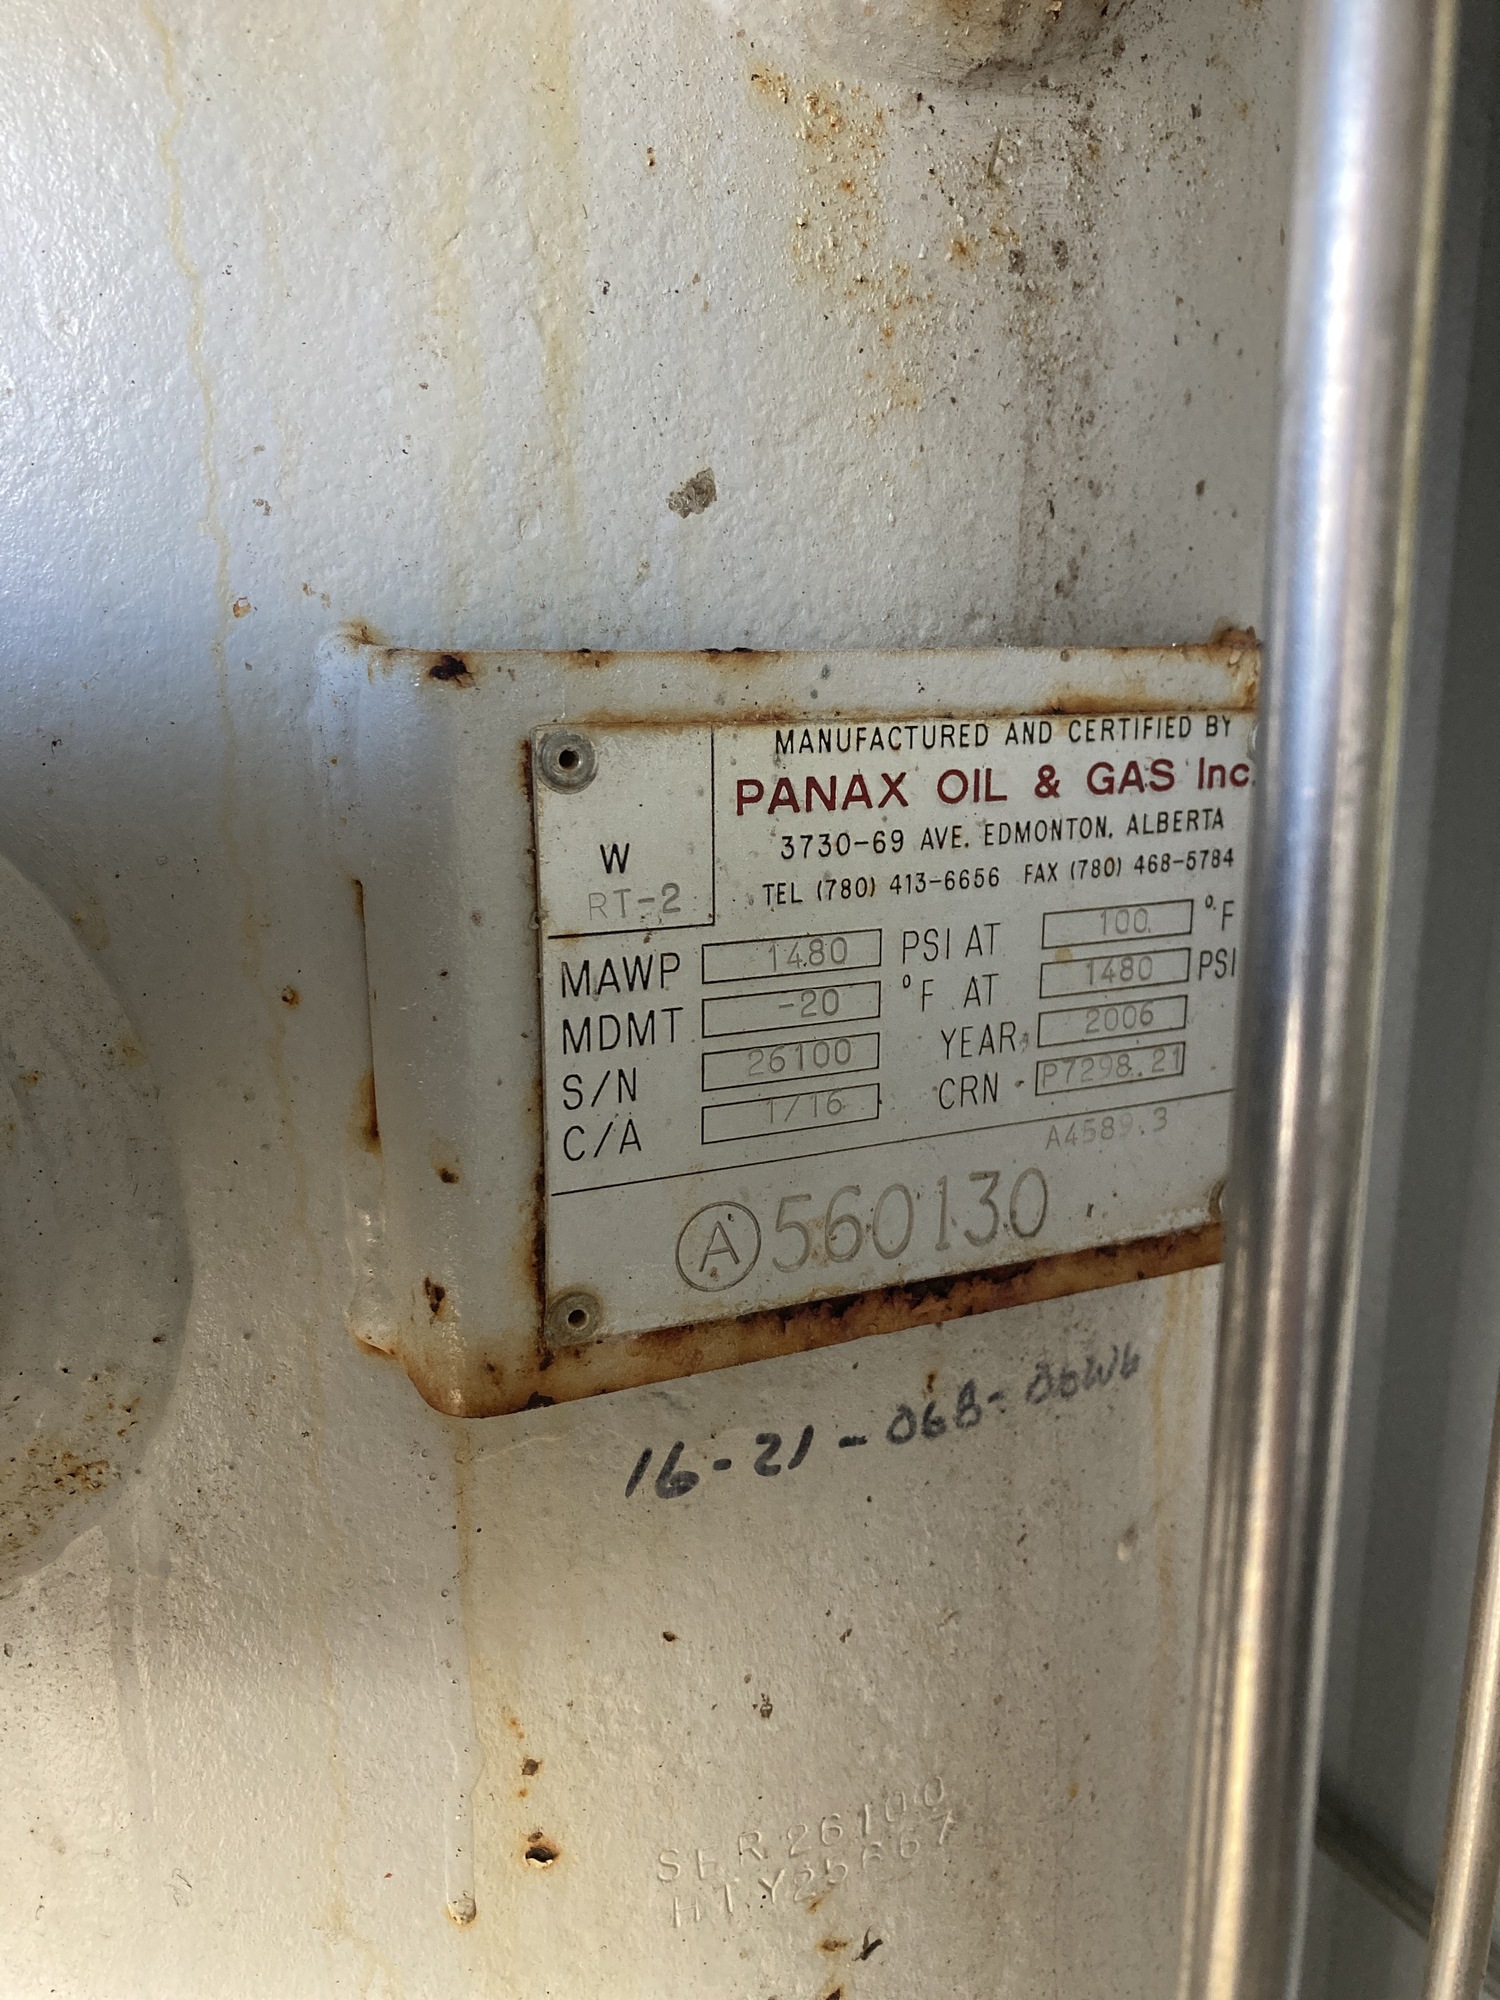 MANUFACTURED AND CERTIFIED BY
PANAX OIL & GAS Inc.
3730-69 AVE. EDMONTON, ALBERTA
TEL (780) 413-6656 FAX (780) 468-5784
W
RT-2
MAWP 1480 PSI AT 100 °F
MDMT -20 °F AT 1480 PSI
S/N 26100 YEAR 2006
C/A 1/16 CRN P7298.21
A4589.3
A 560130
16-21-068-06W6
SER 26100